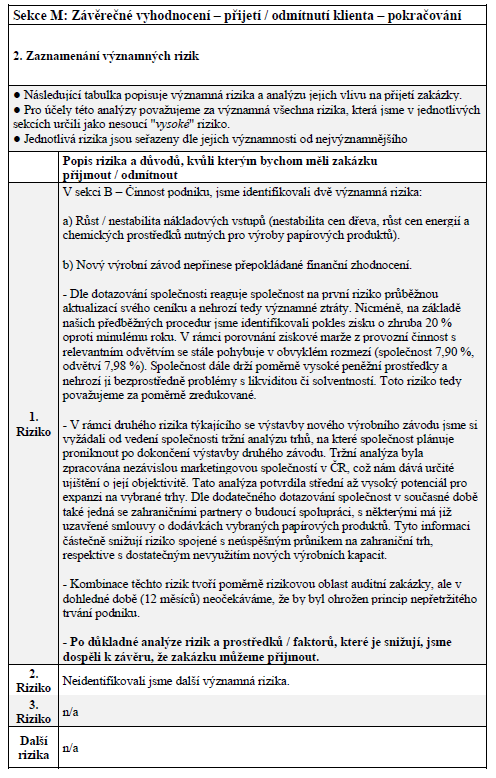 Sekce M: Závěrečné vyhodnocení – přijetí / odmítnutí klienta – pokračování
2. Zaznamenání významných rizik
● Následující tabulka popisuje významná rizika a analýzu jejich vlivu na přijetí zakázky.
● Pro účely této analýzy považujeme za významná všechna rizika, která jsme v jednotlivých
sekcích určili jako nesoucí "vysoké" riziko.
● Jednotlivá rizika jsou seřazeny dle jejich významnosti od nejvýznamnějšího
Popis rizika a důvodů, kvůli kterým bychom měli zakázku
přijmout / odmítnout
1.
Riziko
V sekci B – Činnost podniku, jsme identifikovali dvě významná rizika:
a) Růst / nestabilita nákladových vstupů (nestabilita cen dřeva, růst cen energií a
chemických prostředků nutných pro výroby papírových produktů).
b) Nový výrobní závod nepřinese přepokládané finanční zhodnocení.
- Dle dotazování společnosti reaguje společnost na první riziko průběžnou
aktualizací svého ceníku a nehrozí tedy významné ztráty. Nicméně, na základě
našich předběžných procedur jsme identifikovali pokles zisku o zhruba 20 %
oproti minulému roku. V rámci porovnání ziskové marže z provozní činnost s
relevantním odvětvím se stále pohybuje v obvyklém rozmezí (společnost 7,90 %,
odvětví 7,98 %). Společnost dále drží poměrně vysoké peněžní prostředky a
nehrozí jí bezprostředně problémy s likviditou či solventností. Toto riziko tedy
považujeme za poměrně zredukované.
- V rámci druhého rizika týkajícího se výstavby nového výrobního závodu jsme si
vyžádali od vedení společnosti tržní analýzu trhů, na které společnost plánuje
proniknout po dokončení výstavby druhého závodu. Tržní analýza byla
zpracována nezávislou marketingovou společností v ČR, což nám dává určité
ujištění o její objektivitě. Tato analýza potvrdila střední až vysoký potenciál pro
expanzi na vybrané trhy. Dle dodatečného dotazování společnost v současné době
také jedná se zahraničními partnery o budoucí spolupráci, s některými má již
uzavřené smlouvy o dodávkách vybraných papírových produktů. Tyto informaci
částečně snižují riziko spojené s neúspěšným průnikem na zahraniční trh,
respektive s dostatečným nevyužitím nových výrobních kapacit.
- Kombinace těchto rizik tvoří poměrně rizikovou oblast auditní zakázky, ale v
dohledné době (12 měsíců) neočekáváme, že by byl ohrožen princip nepřetržitého
trvání podniku.
- Po důkladné analýze rizik a prostředků / faktorů, které je snižují, jsme
dospěli k závěru, že zakázku můžeme přijmout.
2.
Riziko
Neidentifikovali jsme další významná rizika.
3.
Riziko
n/a
Další
rizika
n/a